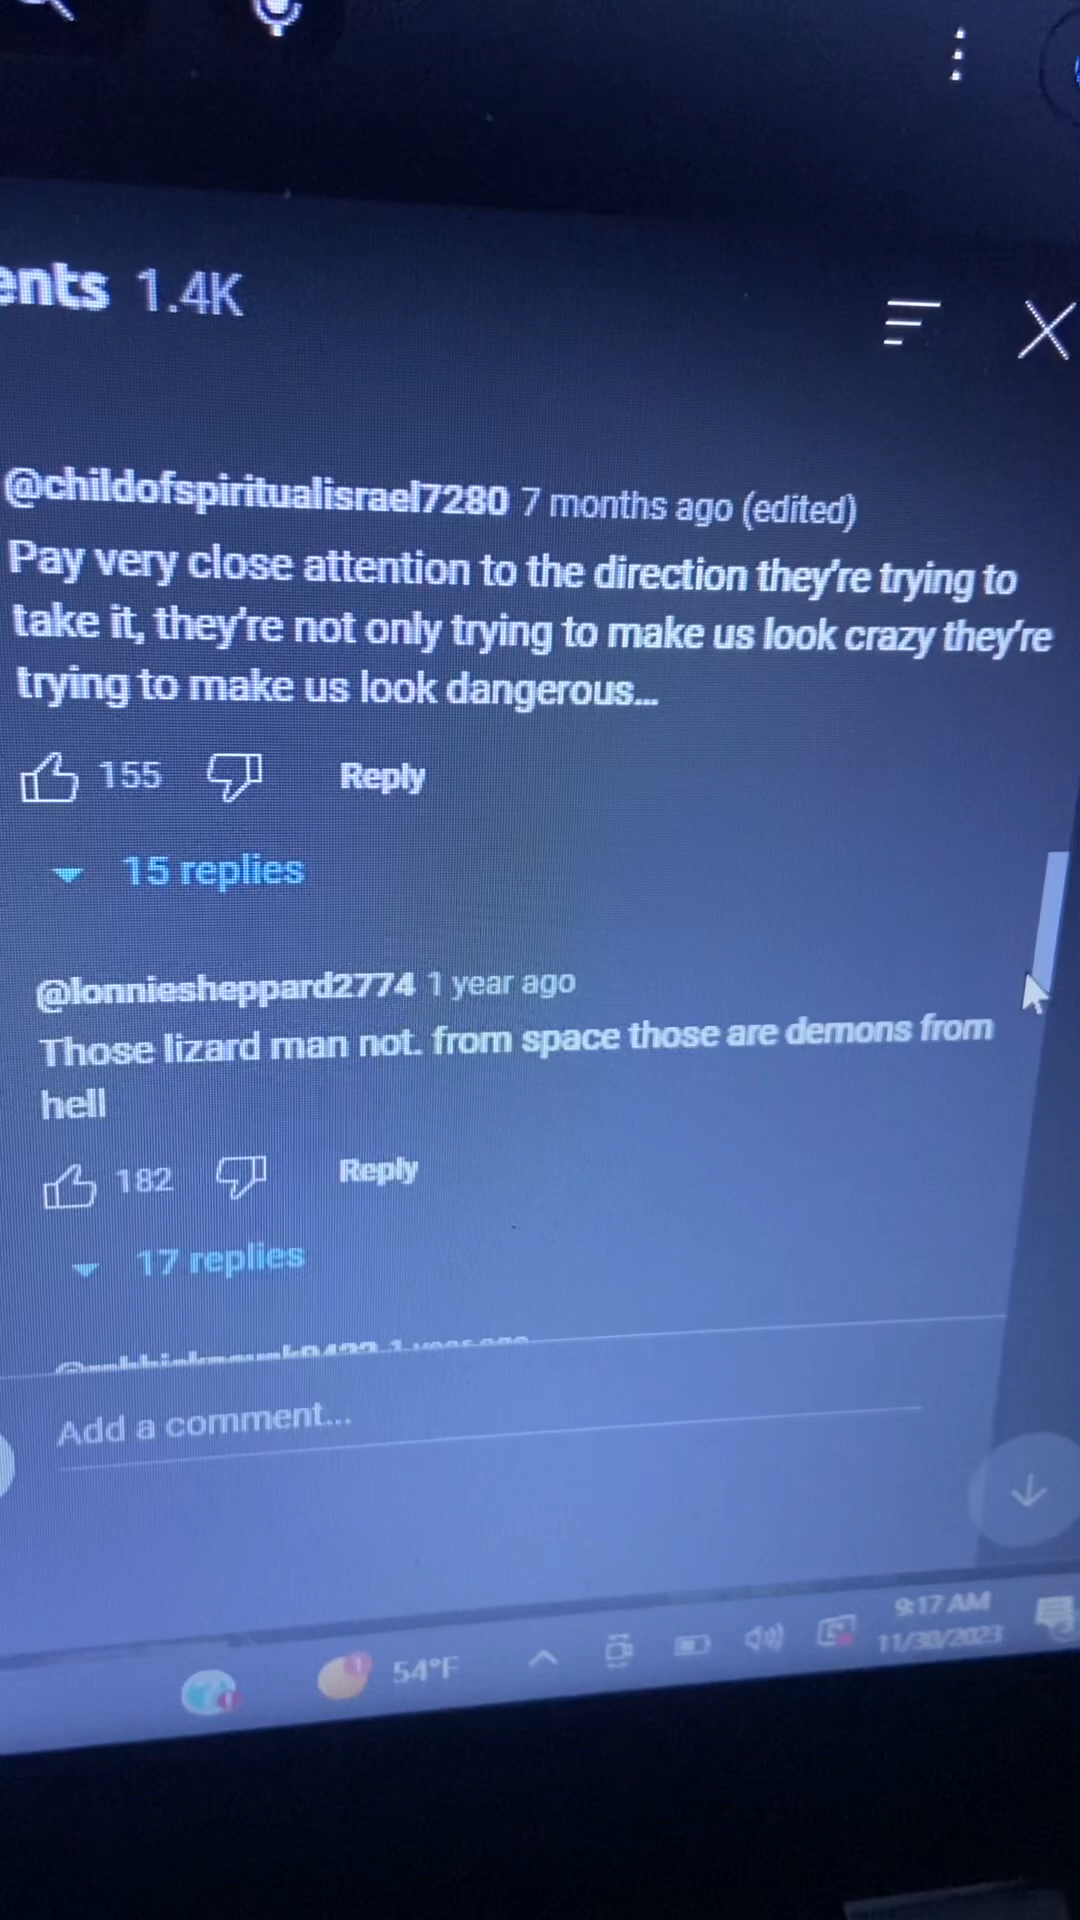 ents 1.4K
@childofspiritualisrael7280 7 months ago (edited)
Pay very close attention to the direction they're trying to
take it, they're not only trying to make us look crazy they're
trying to make us look dangerous...
155 Reply
15 replies
@lonniesheppard2774 1 year ago
Those lizard man not. from space those are demons from
hell
182 Reply
17 replies
1 year ago
Add a comment...
9:17 AM
54°F 11/30/2023